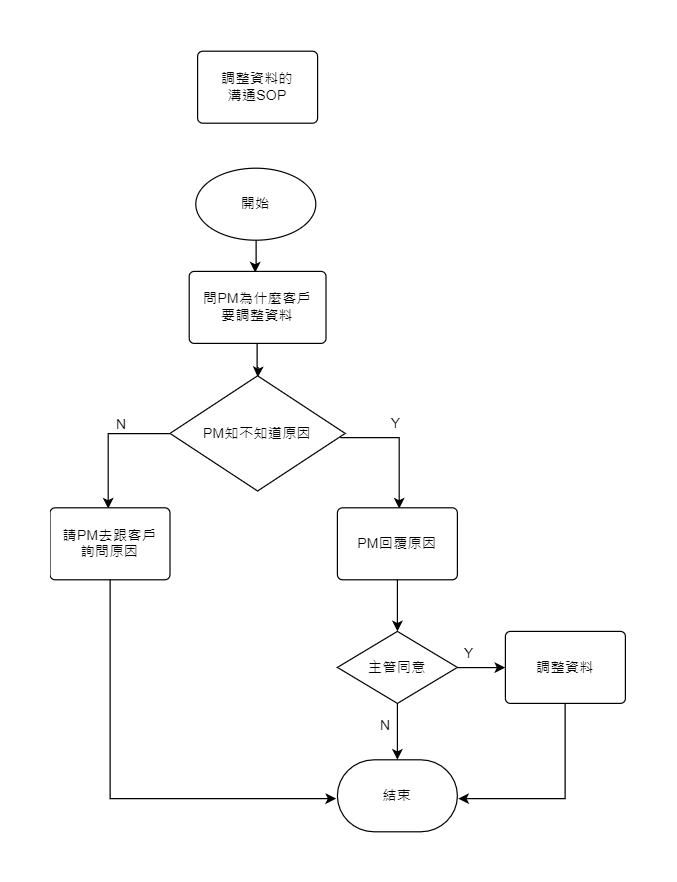 調整資料的
溝通SOP
開始
問PM為什麼客戶
要調整資料
PM知不知道原因
N
Y
請PM去跟客戶
詢問原因
PM回覆原因
主管同意
Y
調整資料
N
結束